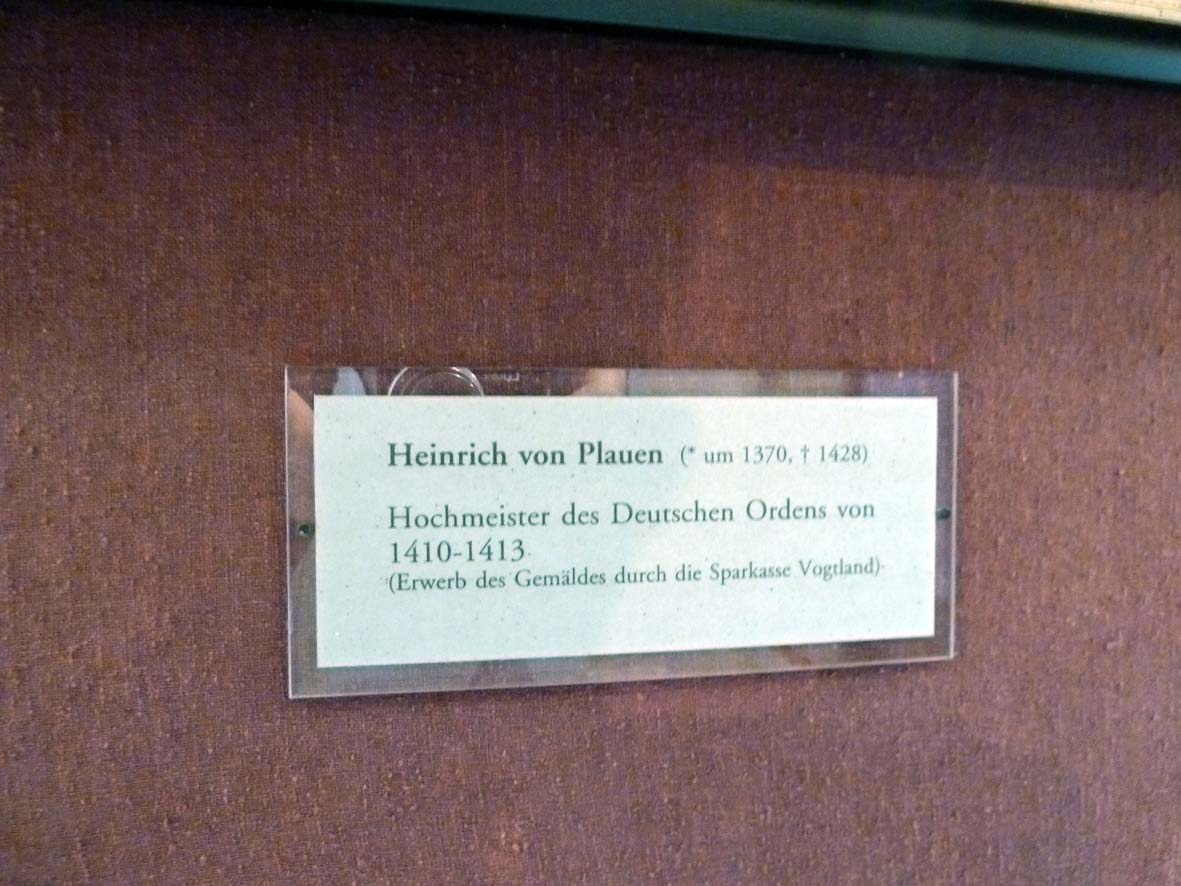 Heinrich von Plauen (* um 1370, † 1428)
Hochmeister des Deutschen Ordens von
1410-1413
(Erwerb des Gemäldes durch die Sparkasse Vogtland)